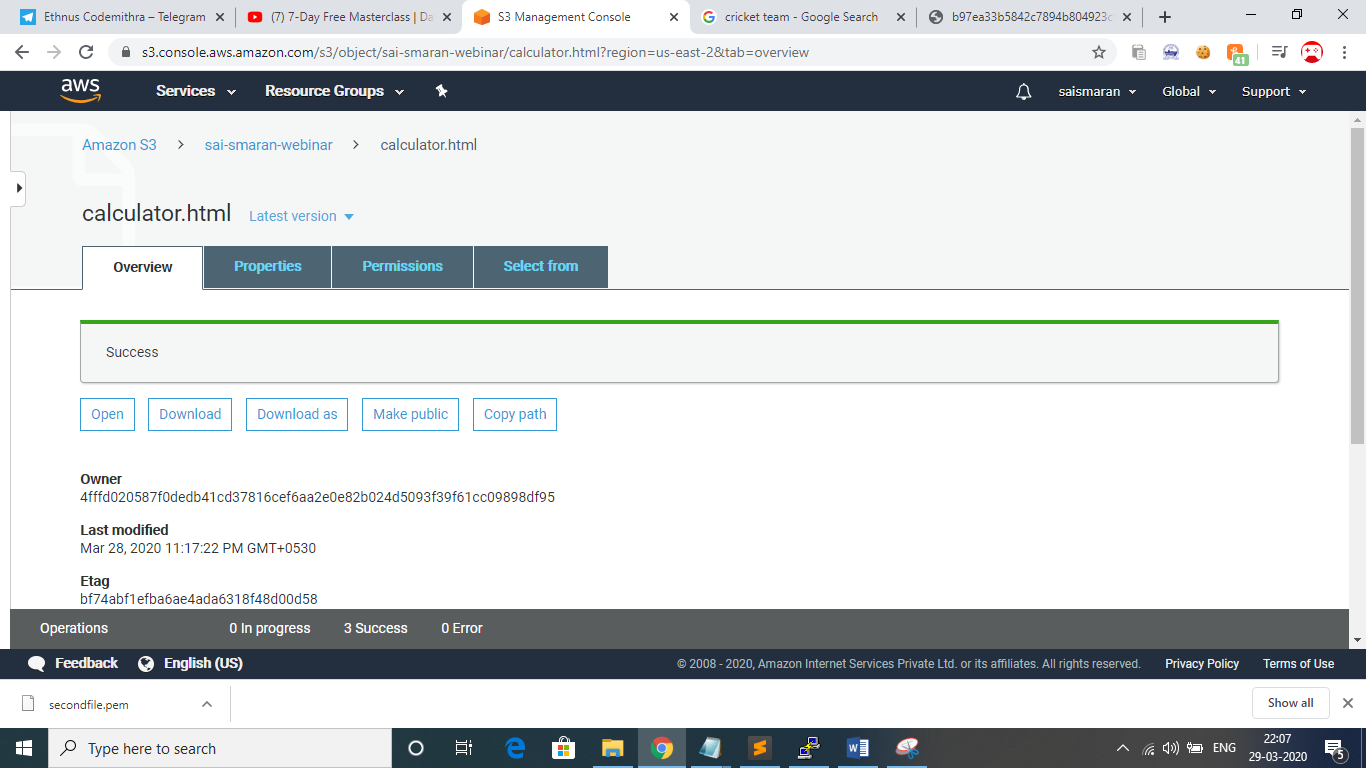 Ethnus Codemithra – Telegram
(7) 7-Day Free Masterclass | Da
S3 Management Console
cricket team - Google Search
b97ea33b5842c7894b804923c
s3.console.aws.amazon.com/s3/object/sai-smaran-webinar/calculator.html?region=us-east-2&tab=overview
41
aws
Services
Resource Groups
saismaran
Global
Support
Amazon S3 > sai-smaran-webinar > calculator.html
calculator.html
Latest version
Overview
Properties
Permissions
Select from
Success
Open
Download
Download as
Make public
Copy path
Owner
4fffd020587f0dedb41cd37816cef6aa2e0e82b024d5093f39f61cc09898df95
Last modified
Mar 28, 2020 11:17:22 PM GMT+0530
Etag
bf74abf1efba6ae4ada6318f48d00d58
Operations
0 In progress
3 Success
0 Error
Feedback
English (US)
© 2008 - 2020, Amazon Internet Services Private Ltd. or its affiliates. All rights reserved.
Privacy Policy
Terms of Use
secondfile.pem
Show all
Type here to search
ENG
22:07
29-03-2020
5